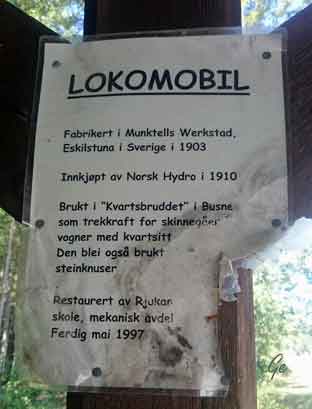 LOKOMOBIL
Fabrikert i Munktells Werkstad,
Eskilstuna i Sverige i 1903
Innkjøpt av Norsk Hydro i 1910
Brukt i "Kvartsbruddet" i Busne
som trekkraft for
vogner med kvartsitt
Den blei også brukt
steinknuser
Restaurert av Rjukan
skole, mekanisk avdel
Ferdig mai 1997
Ge